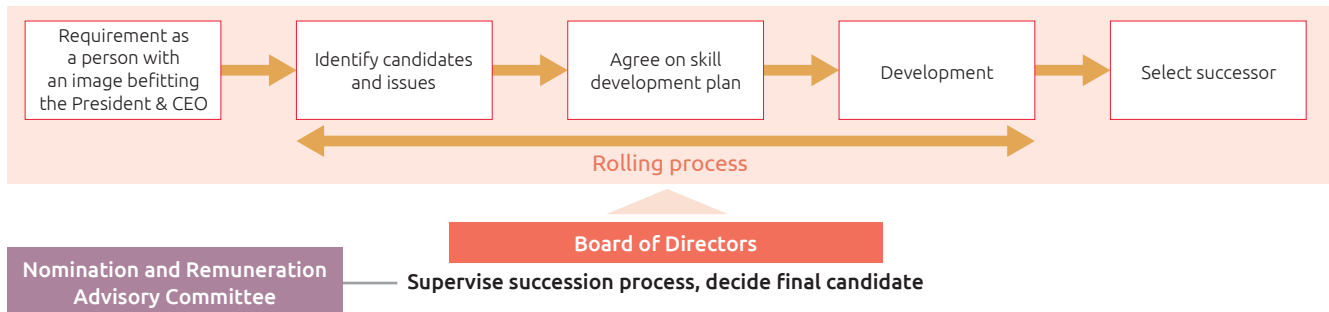 Requirement as
a person with
an image befitting
the President & CEO
Identify candidates
and issues
Agree on skill
development plan
Development
Select successor
Rolling process
Board of Directors
Nomination and Remuneration
Advisory Committee
Supervise succession process, decide final candidate